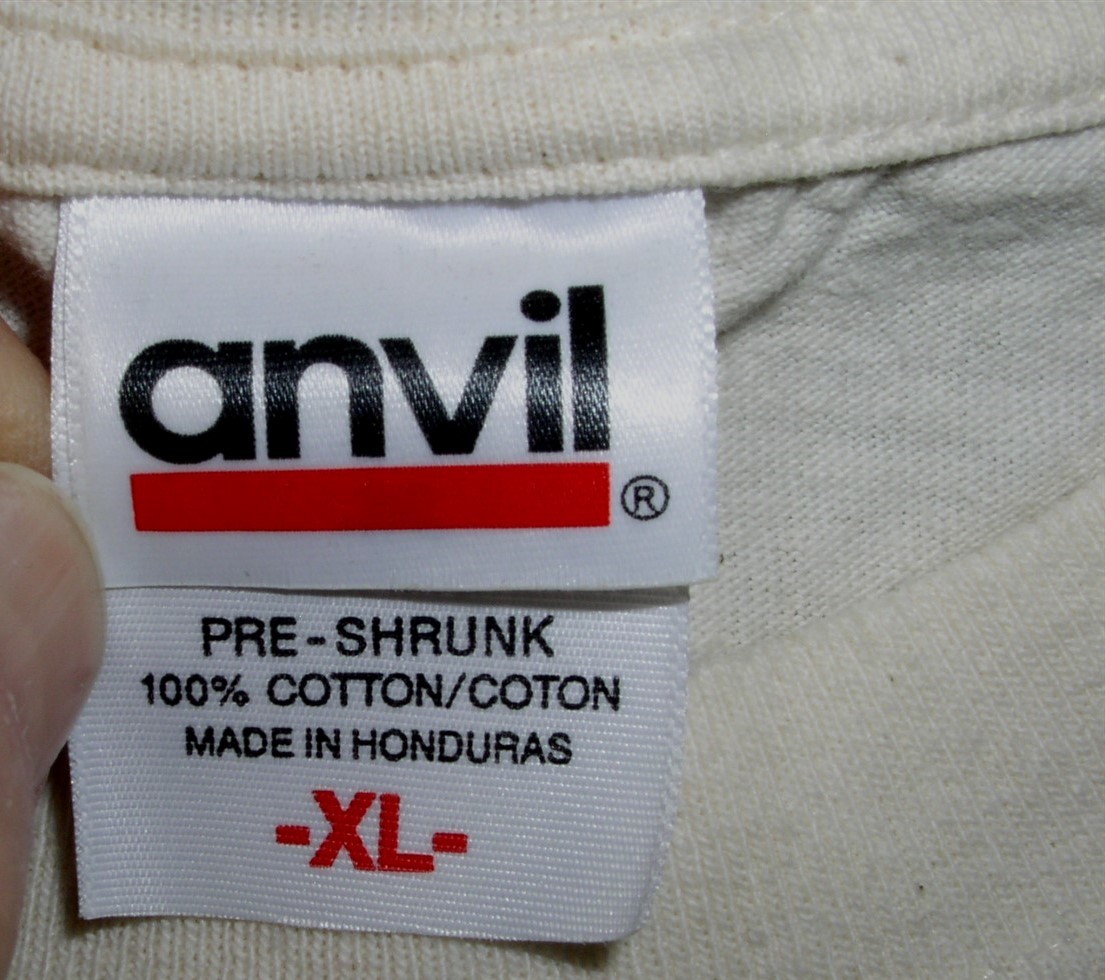 anvil
®
PRE-SHRUNK
100% COTTON/COTON
MADE IN HONDURAS
-XL-